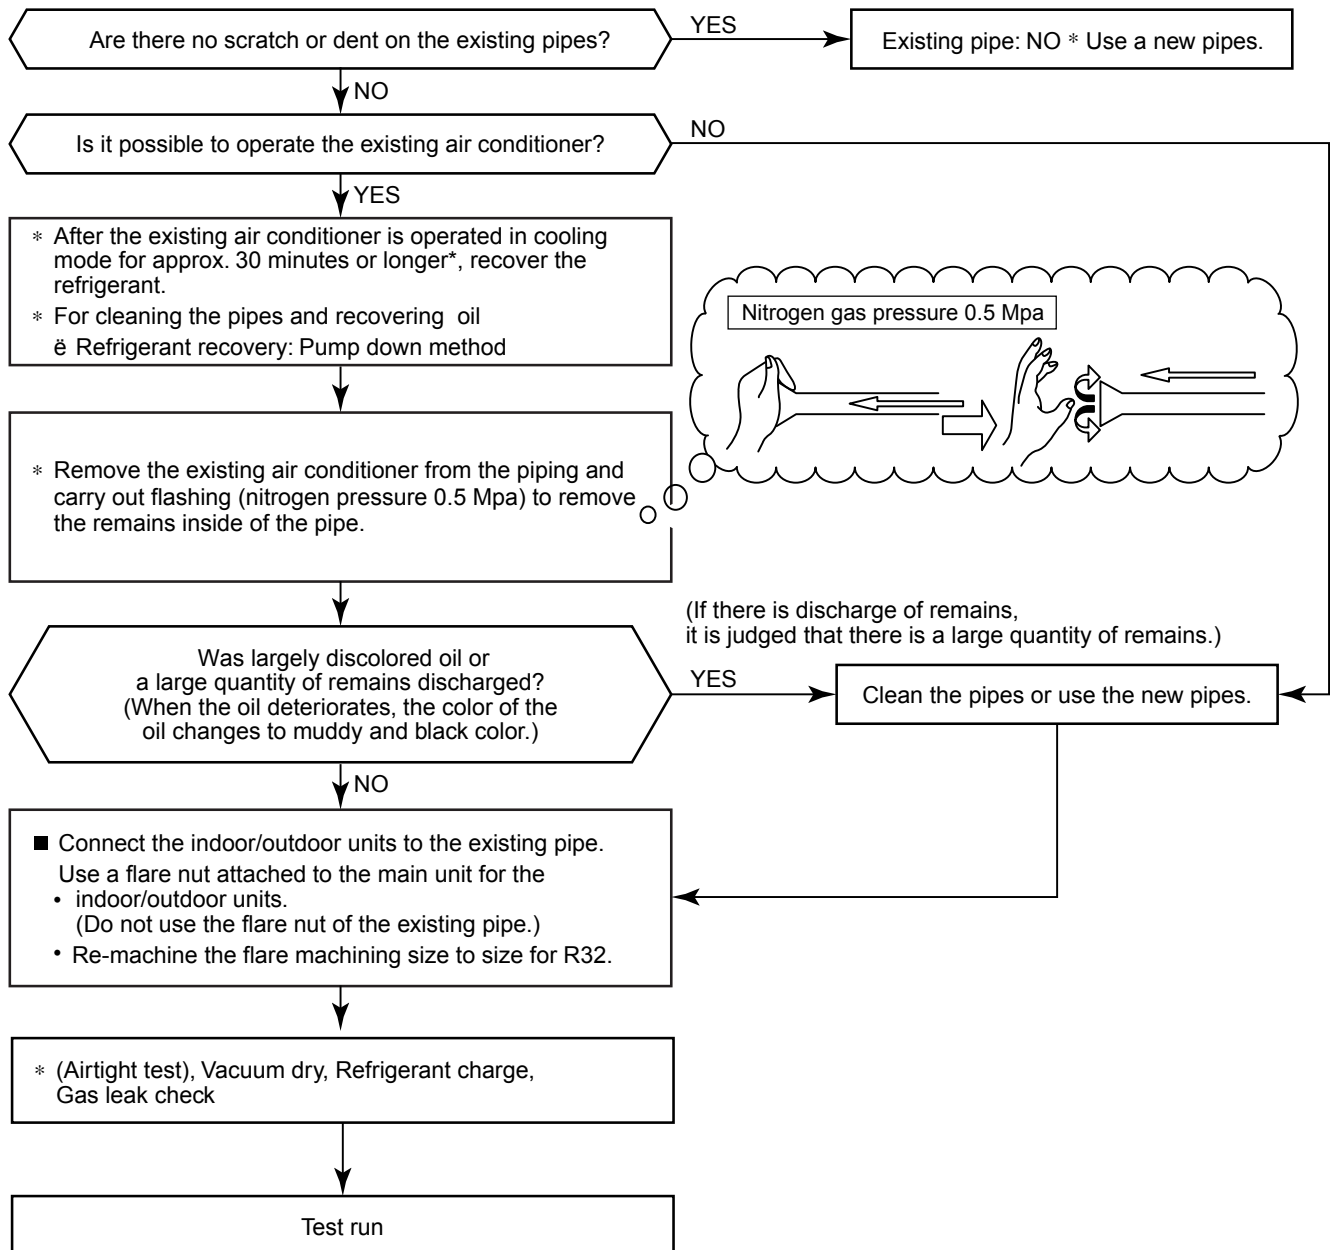 Are there no scratch or dent on the existing pipes?
YES
Existing pipe: NO * Use a new pipes.
NO
Is it possible to operate the existing air conditioner?
NO
YES
* After the existing air conditioner is operated in cooling
mode for approx. 30 minutes or longer*, recover the
refrigerant.
* For cleaning the pipes and recovering oil
ë Refrigerant recovery: Pump down method
Nitrogen gas pressure 0.5 Mpa
* Remove the existing air conditioner from the piping and
carry out flashing (nitrogen pressure 0.5 Mpa) to remove
the remains inside of the pipe.
(If there is discharge of remains,
it is judged that there is a large quantity of remains.)
Was largely discolored oil or
a large quantity of remains discharged?
(When the oil deteriorates, the color of the
oil changes to muddy and black color.)
YES
Clean the pipes or use the new pipes.
NO
■ Connect the indoor/outdoor units to the existing pipe.
Use a flare nut attached to the main unit for the
• indoor/outdoor units.
(Do not use the flare nut of the existing pipe.)
• Re-machine the flare machining size to size for R32.
* (Airtight test), Vacuum dry, Refrigerant charge,
Gas leak check
Test run